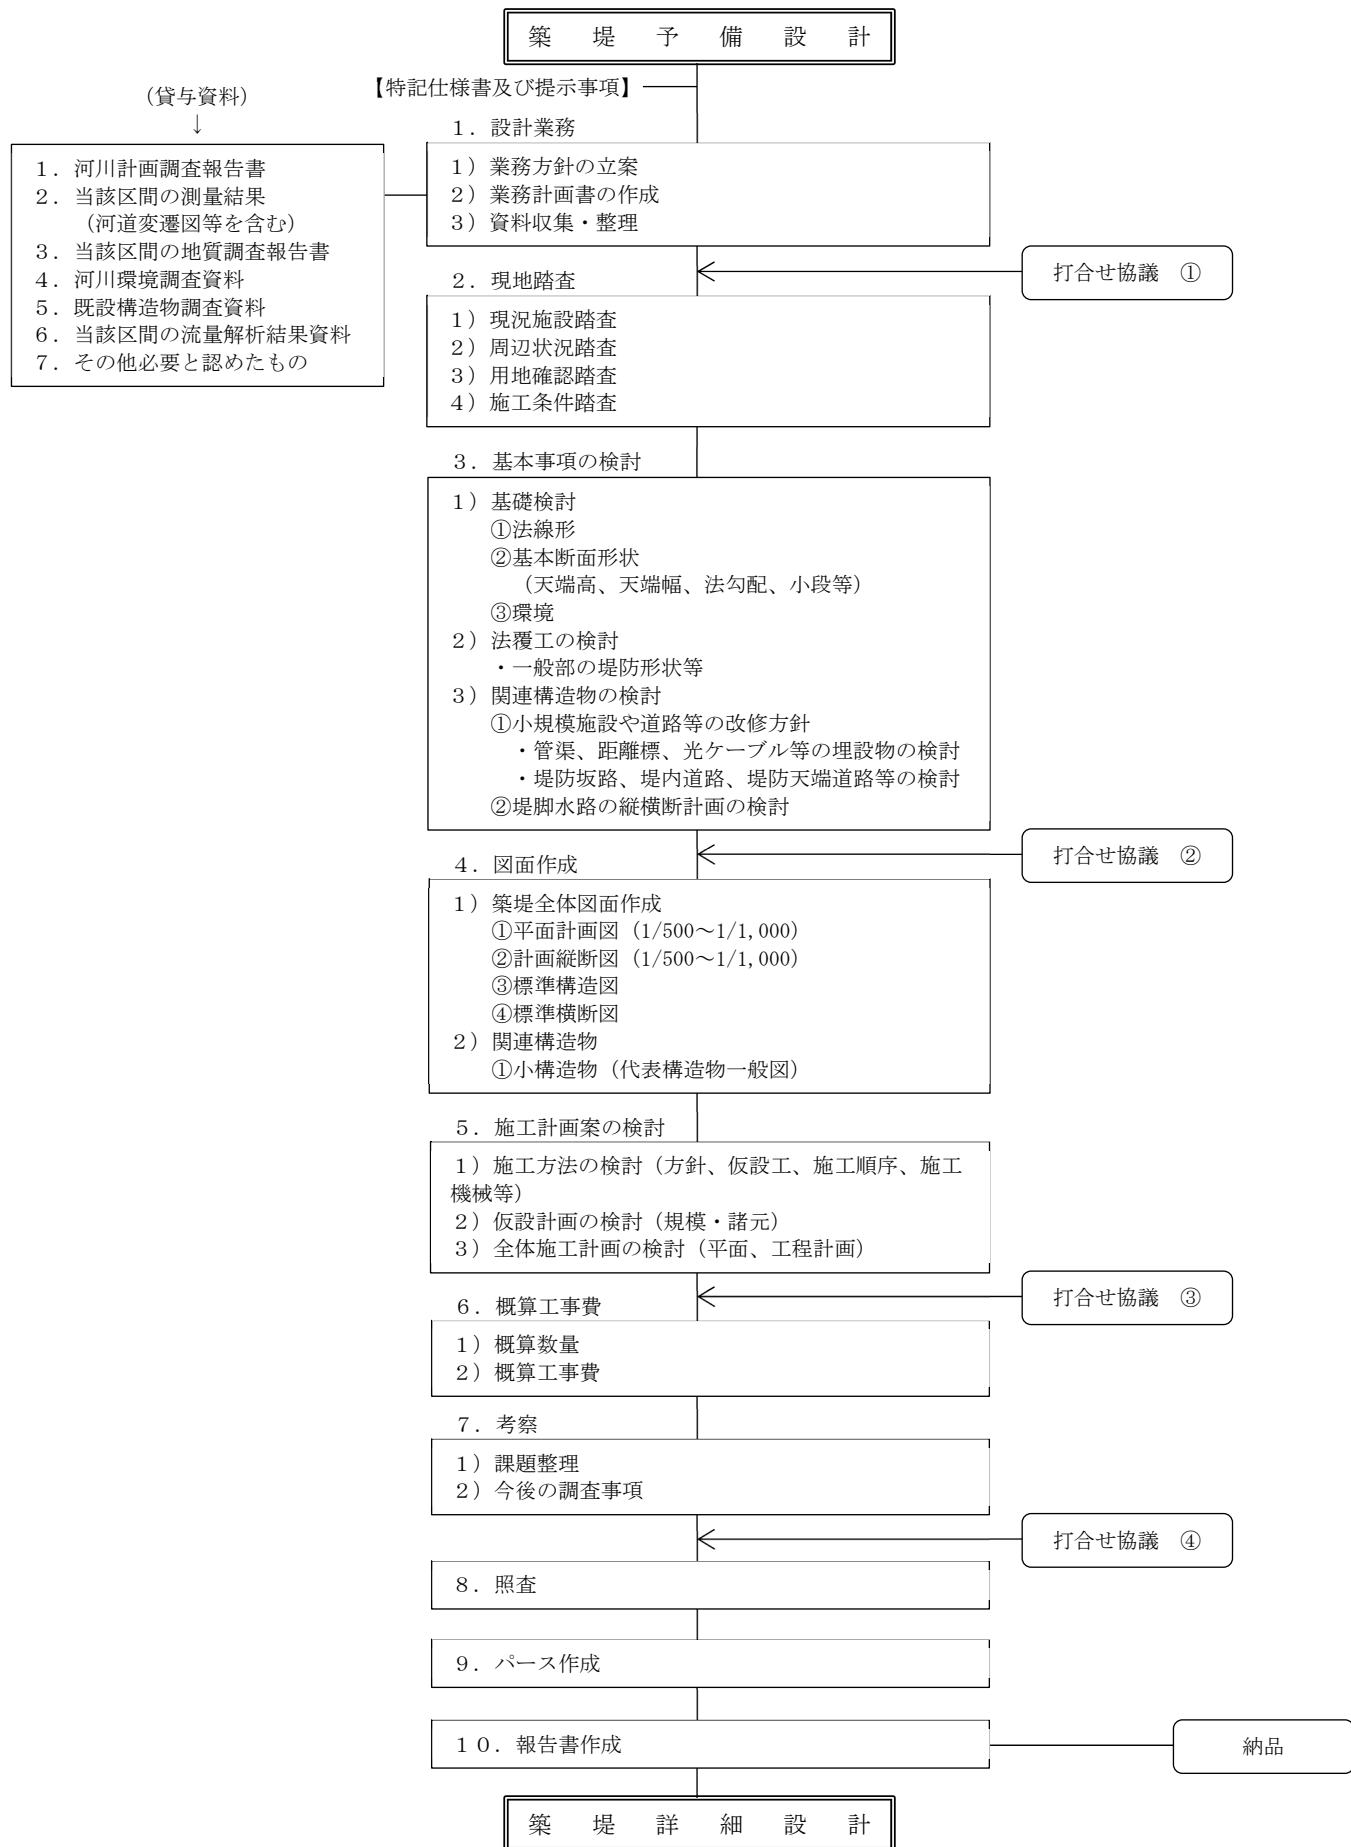 築堤予備設計
【特記仕様書及び提示事項】
(貸与資料)
↓
1．河川計画調査報告書
2．当該区間の測量結果
（河道変遷図等を含む）
3．当該区間の地質調査報告書
4．河川環境調査資料
5．既設構造物調査資料
6．当該区間の流量解析結果資料
7．その他必要と認めたもの
1．設計業務
1）業務方針の立案
2）業務計画書の作成
3）資料収集・整理
打合せ協議　①
2．現地踏査
1）現況施設踏査
2）周辺状況踏査
3）用地確認踏査
4）施工条件踏査
3．基本事項の検討
1）基礎検討
①法線形
②基本断面形状
（天端高、天端幅、法勾配、小段等）
③環境
2）法覆工の検討
・一般部の堤防形状等
3）関連構造物の検討
①小規模施設や道路等の改修方針
・管渠、距離標、光ケーブル等の埋設物の検討
・堤防坂路、堤内道路、堤防天端道路等の検討
②堤脚水路の縦横断計画の検討
打合せ協議　②
4．図面作成
1）築堤全体図面作成
①平面計画図（1/500～1/1,000）
②計画縦断図（1/500～1/1,000）
③標準構造図
④標準横断図
2）関連構造物
①小構造物（代表構造物一般図）
5．施工計画案の検討
1）施工方法の検討（方針、仮設工、施工順序、施工
機械等）
2）仮設計画の検討（規模・諸元）
3）全体施工計画の検討（平面、工程計画）
打合せ協議　③
6．概算工事費
1）概算数量
2）概算工事費
7．考察
1）課題整理
2）今後の調査事項
打合せ協議　④
8．照査
9．パース作成
10．報告書作成
納品
築堤詳細設計